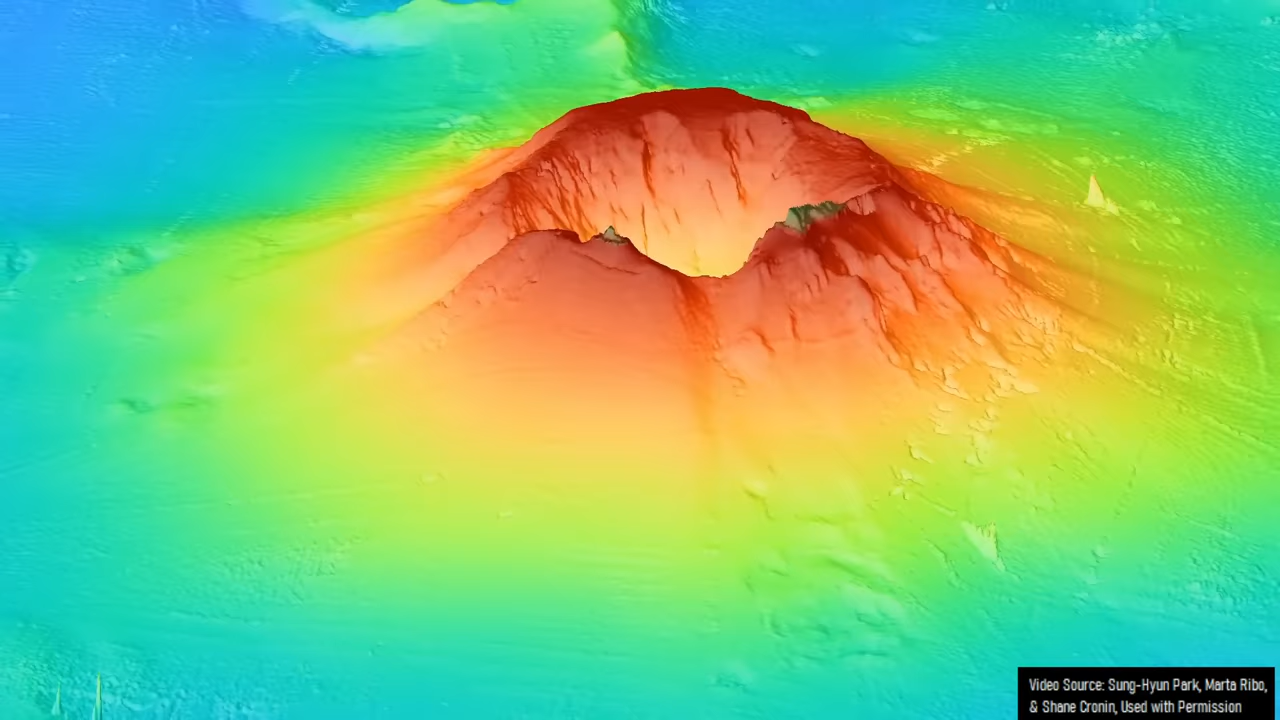 Video Source: Sung-Hyun Park, Marta Ribo,
& Shane Cronin, Used with Permission